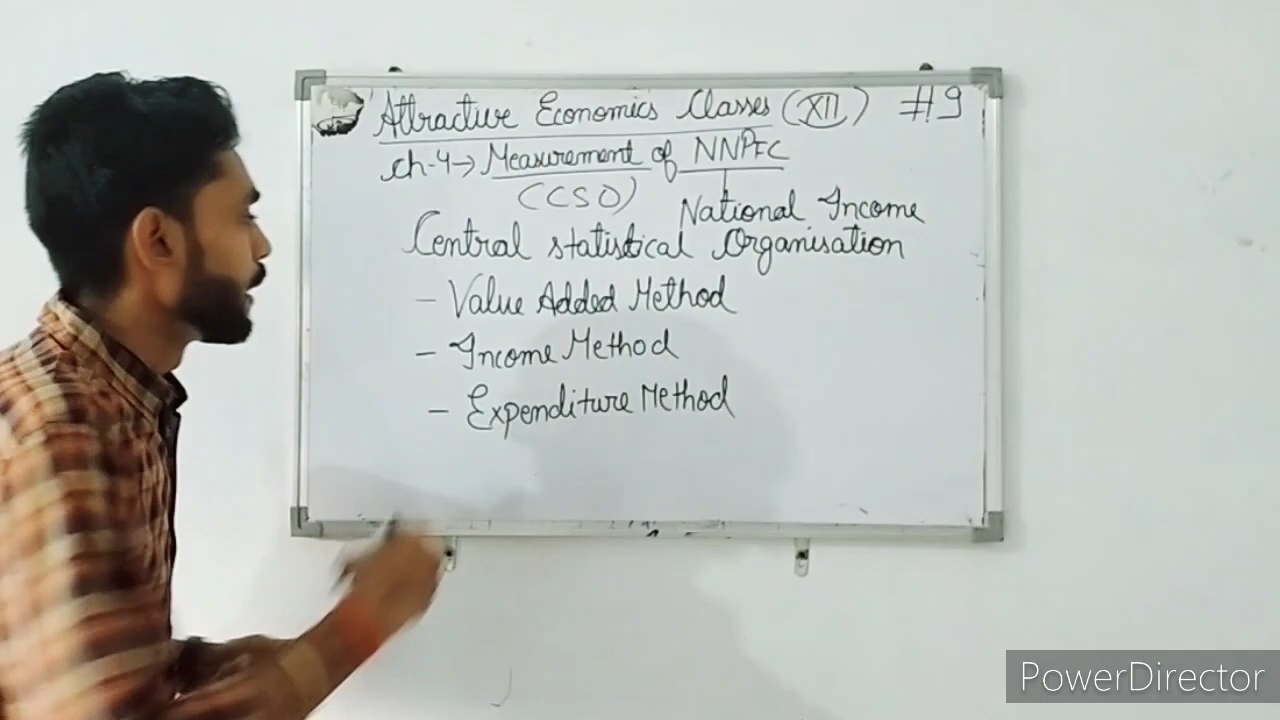 Attractive Economics Classes (XII) #9
Ch-4→ Measurement of NNPFC
(CSO) National Income
Central statistical Organisation
- Value Added Method
- Income Method
- Expenditure Method
PowerDirector